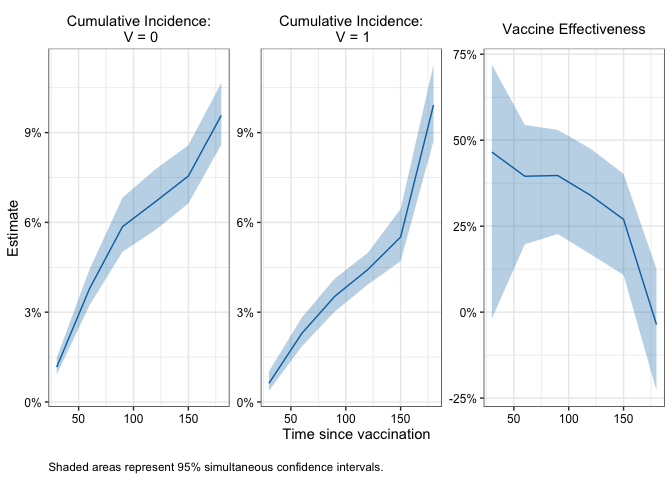 Cumulative Incidence:
V = 0
Cumulative Incidence:
V = 1
Vaccine Effectiveness
Estimate
9%
6%
3%
0%
50
100
150
9%
6%
3%
0%
50
100
150
75%
50%
25%
0%
-25%
50
100
150
Time since vaccination
Shaded areas represent 95% simultaneous confidence intervals.